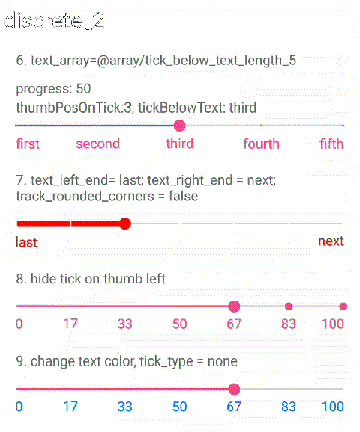 discrete_2
6. text_array=@array/tick_below_text_length_5
progress: 50
thumbPosOnTick:3; tickBelowText: third
first second third fourth fifth
7. text_left_end= last; text_right_end = next;
track_rounded_corners = false
last next
8. hide tick on thumb left
0 17 33 50 67 83 100
9. change text color, tick_type = none
0 17 33 50 67 83 100